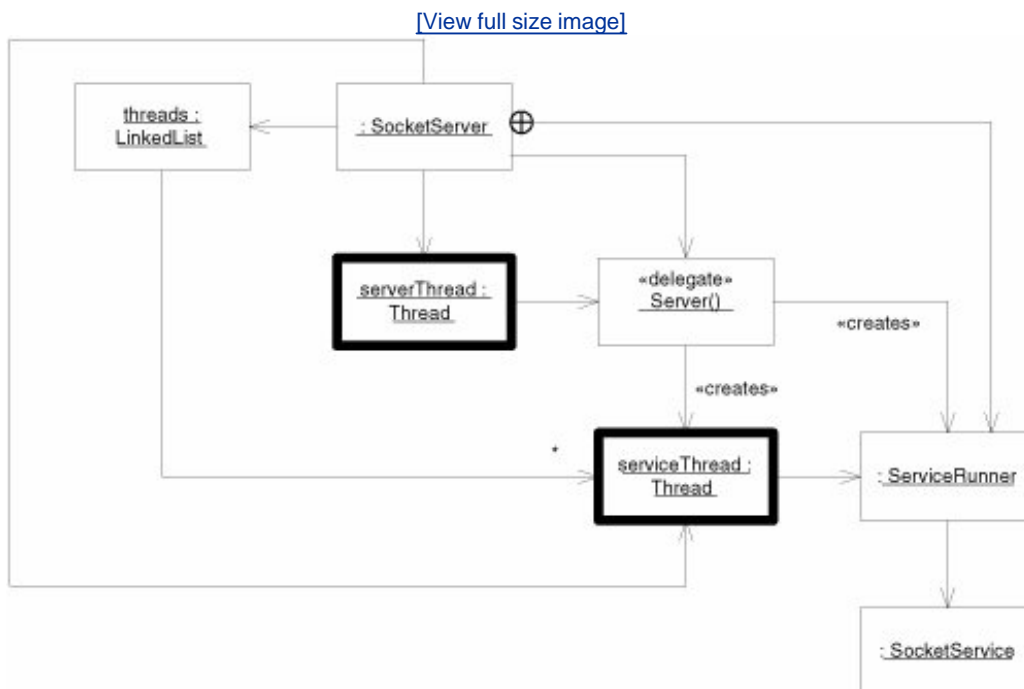 [View full size image]
threads :
LinkedList
: SocketServer
serverThread :
Thread
«delegate»
Server()
«creates»
«creates»
*
serviceThread :
Thread
: ServiceRunner
: SocketService